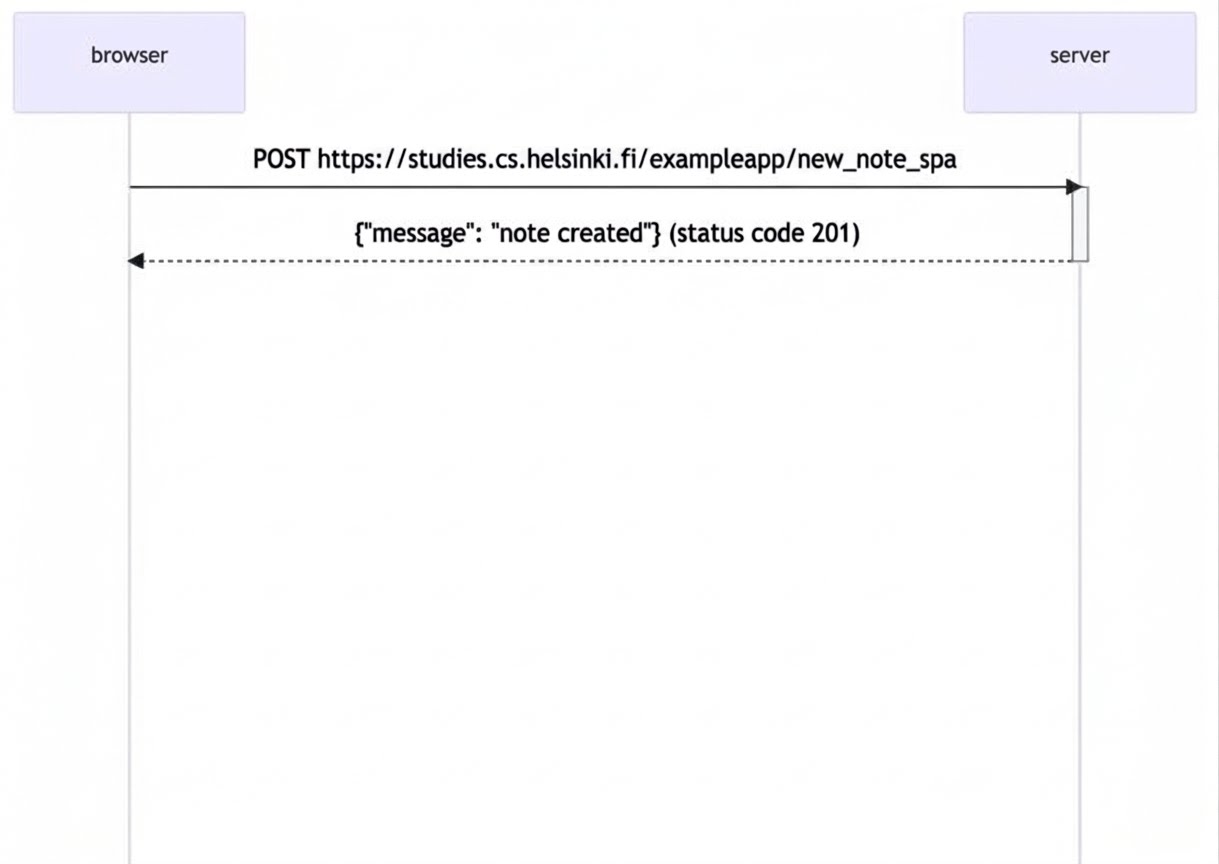 browser
server
POST https://studies.cs.helsinki.fi/exampleapp/new_note_spa
{"message": "note created"} (status code 201)